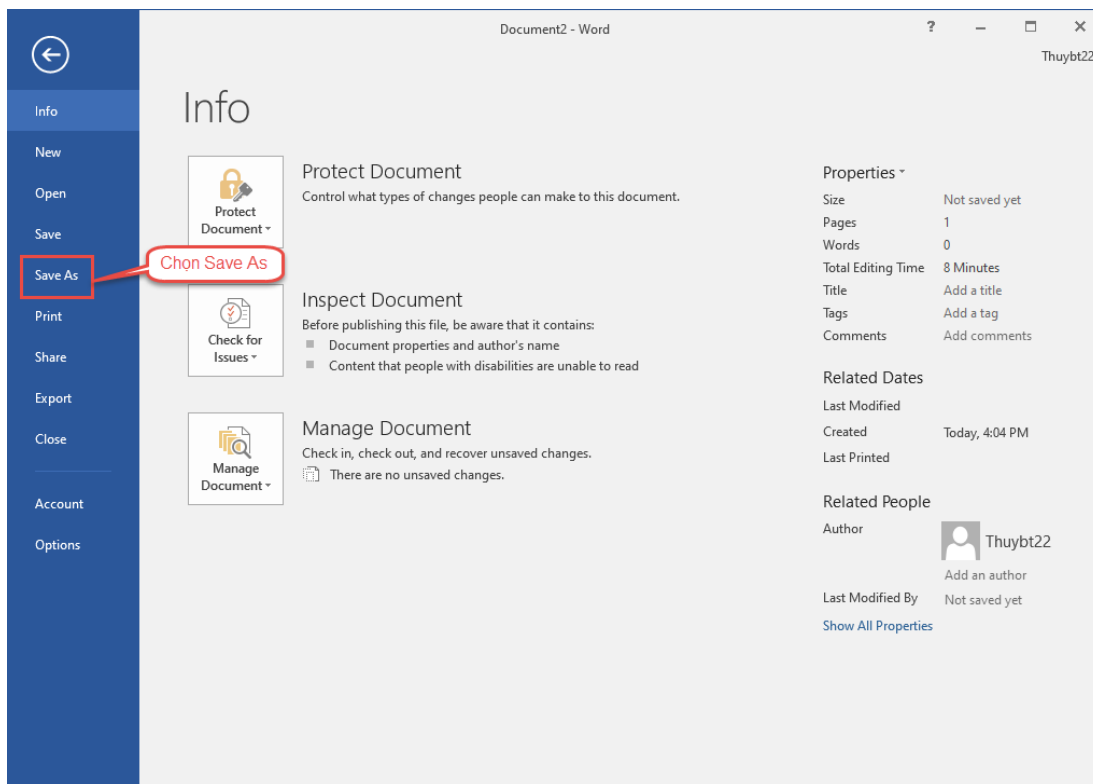 Document2 - Word
?
Thuybt22
Info
New
Open
Save
Save As
Print
Share
Export
Close
Account
Options
Chọn Save As
Info
Protect
Document
Protect Document
Control what types of changes people can make to this document.
Check for
Issues
Inspect Document
Before publishing this file, be aware that it contains:
Document properties and author's name
Content that people with disabilities are unable to read
Manage
Document
Manage Document
Check in, check out, and recover unsaved changes.
There are no unsaved changes.
Properties
Size Not saved yet
Pages 1
Words 0
Total Editing Time 8 Minutes
Title Add a title
Tags Add a tag
Comments Add comments
Related Dates
Last Modified
Created Today, 4:04 PM
Last Printed
Related People
Author Thuybt22
Add an author
Last Modified By Not saved yet
Show All Properties